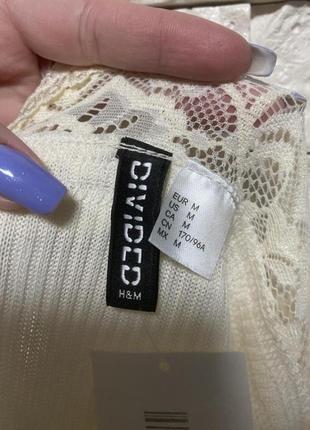 DIVIDED
H&M
EUR M
US M
CA M
CN 170/96A
MX M